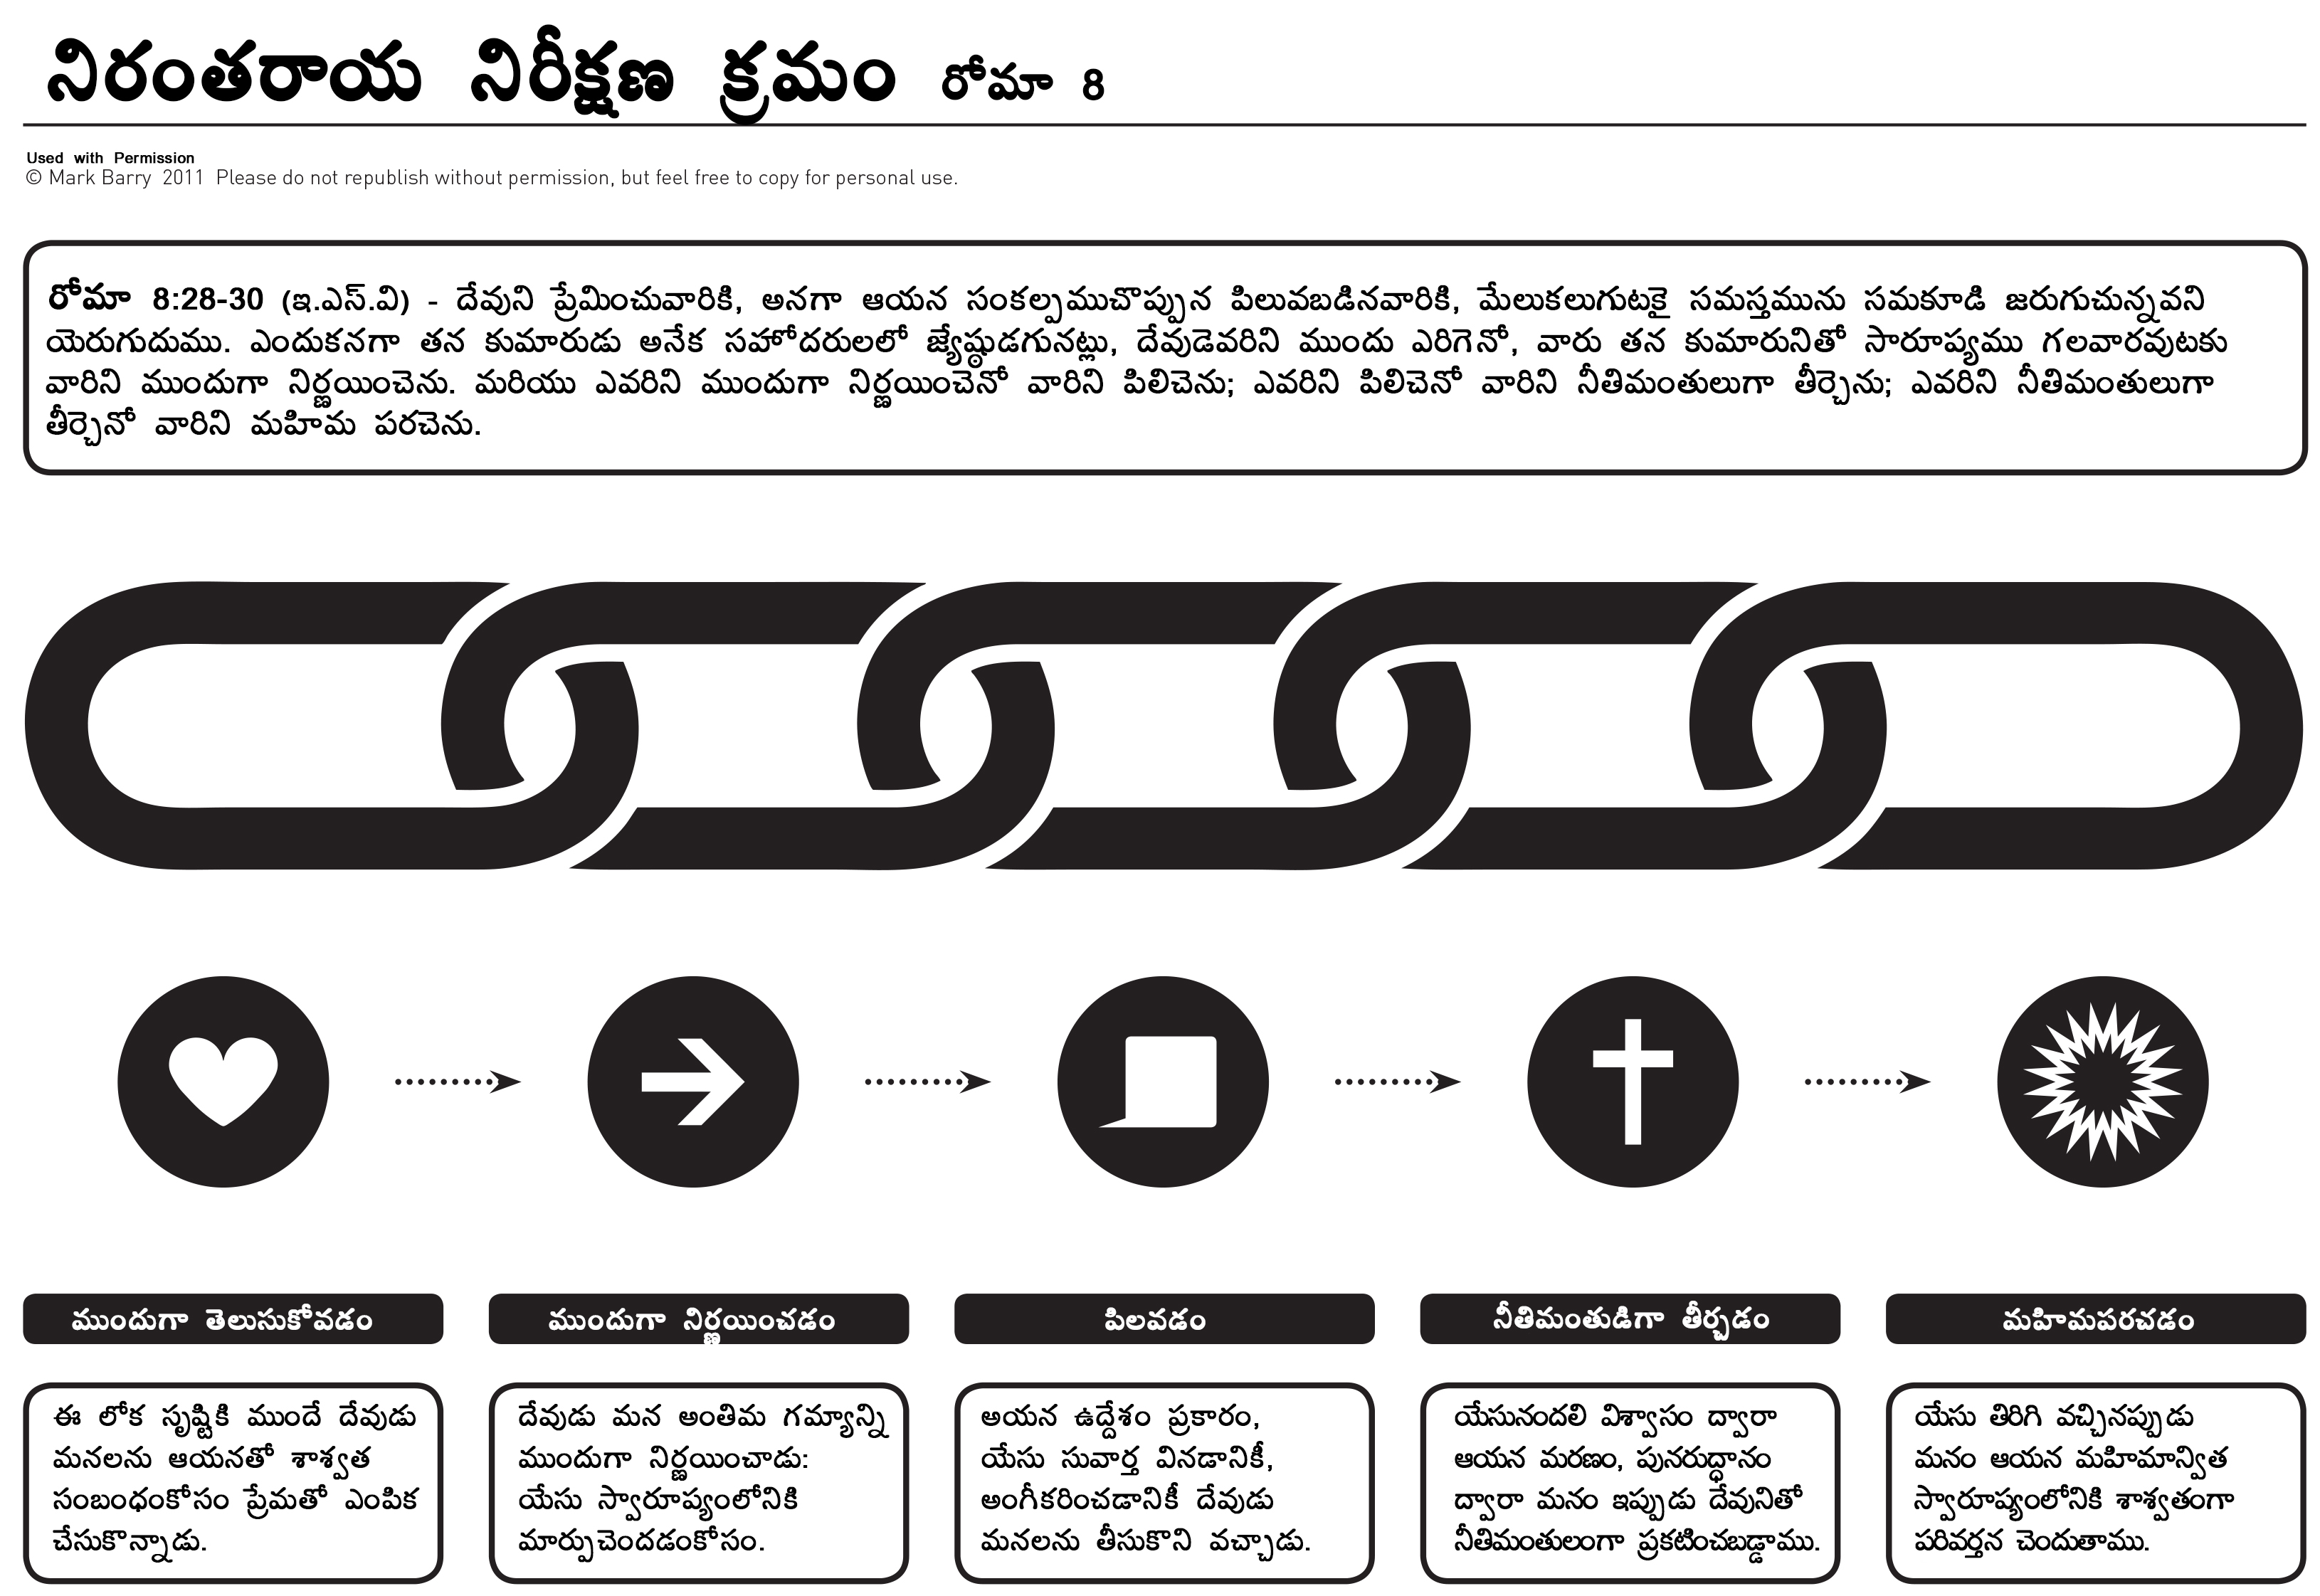 నిరంతరాయ నిరీక్షణ క్రమం రోమా 8
Used with Permission
© Mark Barry 2011 Please do not republish without permission, but feel free to copy for personal use.
రోమా 8:28-30 (ఇ.ఎస్.వి) - దేవుని ప్రేమించువారికి, అనగా ఆయన సంకల్పముచొప్పున పిలువబడినవారికి, మేలుకలుగుటకై సమస్తమును సమకూడి జరుగుచున్నవని
యెరుగుదుము. ఎందుకనగా తన కుమారుడు అనేక సహోదరులలో జ్యేష్ఠుడగునట్లు, దేవుడెవరిని ముందు ఎరిగెనో, వారు తన కుమారునితో సారూప్యము గలవారవుటకు
వారిని ముందుగా నిర్ణయించెను. మరియు ఎవరిని ముందుగా నిర్ణయించెనో వారిని పిలిచెను; ఎవరిని పిలిచెనో వారిని నీతిమంతులుగా తీర్చెను; ఎవరిని నీతిమంతులుగా
తీర్చెనో వారిని మహిమ పరచెను.
ముందుగా తెలుసుకోవడం
ఈ లోక సృష్టికి ముందే దేవుడు
మనలను ఆయనతో శాశ్వత
సంబంధంకోసం ప్రేమతో ఎంపిక
చేసుకొన్నాడు.
ముందుగా నిర్ణయించడం
దేవుడు మన అంతిమ గమ్యాన్ని
ముందుగా నిర్ణయించాడు:
యేసు స్వారూప్యంలోనికి
మార్పుచెందడంకోసం.
పిలవడం
అయన ఉద్దేశం ప్రకారం,
యేసు సువార్త వినడానికీ,
అంగీకరించడానికీ దేవుడు
మనలను తీసుకొని వచ్చాడు.
నీతిమంతుడిగా తీర్చడం
యేసునందలి విశ్వాసం ద్వారా
ఆయన మరణం, పునరుద్ధానం
ద్వారా మనం ఇప్పుడు దేవునితో
నీతిమంతులంగా ప్రకటించబడ్డాము.
మహిమపరచడం
యేసు తిరిగి వచ్చినప్పుడు
మనం ఆయన మహిమాన్విత
స్వారూప్యంలోనికి శాశ్వతంగా
పరివర్తన చెందుతాము.